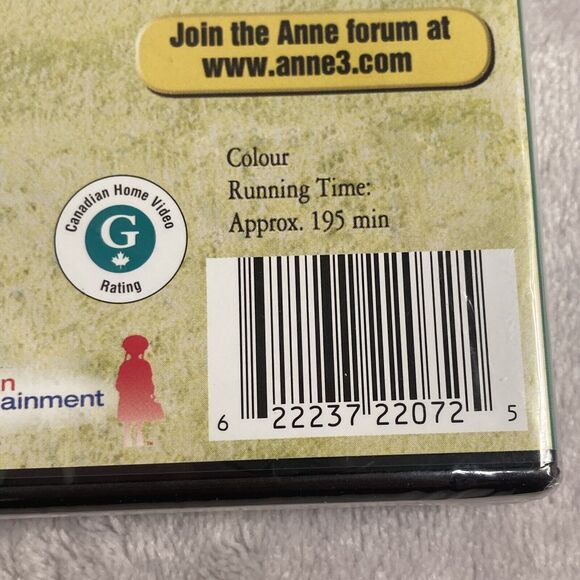 Join the Anne forum at
www.anne3.com
Colour
Running Time:
Approx. 195 min
Canadian Home Video
G
Rating
n
ainment
™
6 22237 22072 5